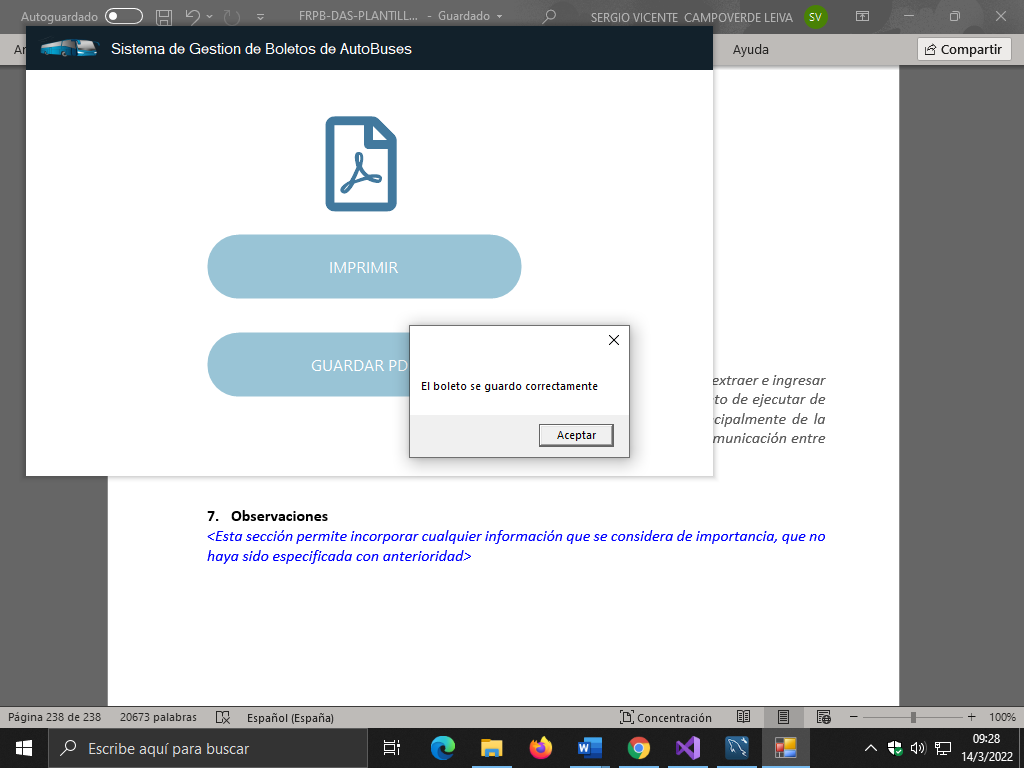 Autoguardado
FRPB-DAS-PLANTILL... - Guardado
SERGIO VICENTE CAMPOVERDE LEIVA
SV
Sistema de Gestion de Boletos de AutoBuses
Ayuda
Compartir
IMPRIMIR
GUARDAR PD
El boleto se guardo correctamente
Aceptar
extraer e ingresar
to de ejecutar de
cipalmente de la
municación entre
7. Observaciones
<Esta sección permite incorporar cualquier información que se considera de importancia, que no
haya sido especificada con anterioridad>
Página 238 de 238
20673 palabras
Español (España)
Concentración
100%
Escribe aquí para buscar
09:28
14/3/2022